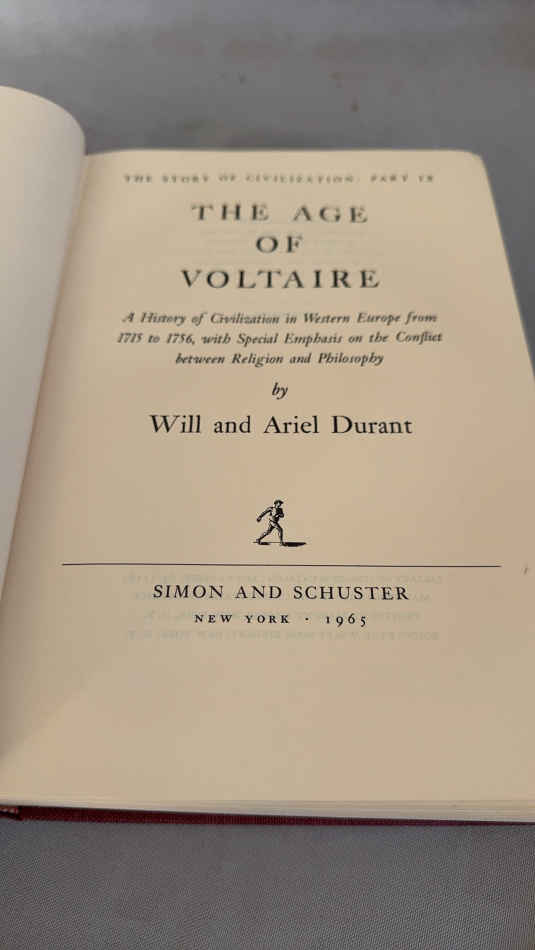 THE STORY OF CIVILIZATION: PART IX
THE AGE
OF
VOLTAIRE
A History of Civilization in Western Europe from
1715 to 1756, with Special Emphasis on the Conflict
between Religion and Philosophy
by
Will and Ariel Durant
SIMON AND SCHUSTER
NEW YORK · 1965